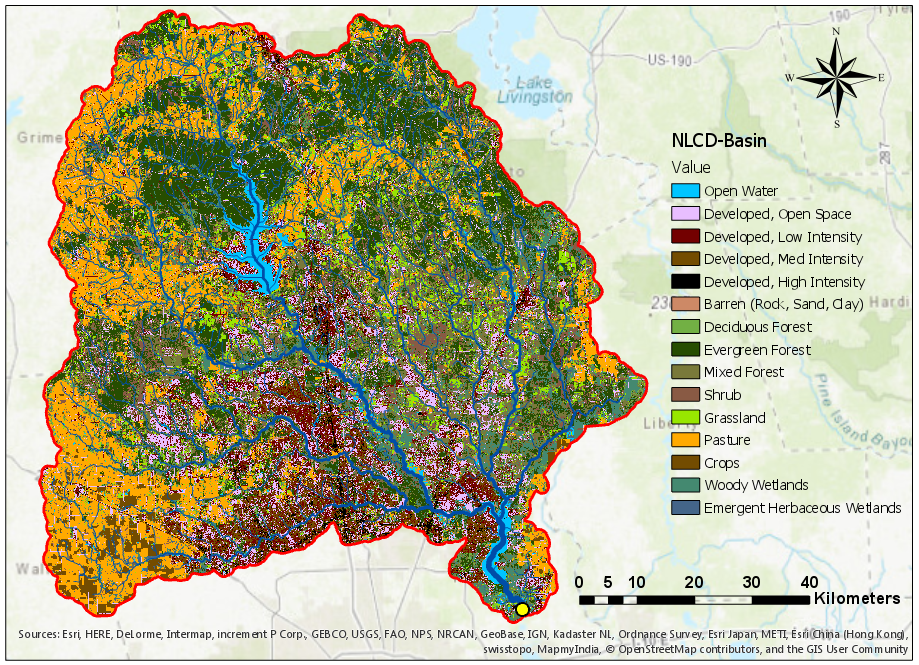 190
Tyre
US-190
N
W
E
S
Lake
Livingston
Grime
287
NLCD-Basin
Value
Open Water
Developed, Open Space
Developed, Low Intensity
Developed, Med Intensity
Developed, High Intensity
Barren (Rock, Sand, Clay)
Hardi
Deciduous Forest
Evergreen Forest
Mixed Forest
Shrub
Grassland
Pine Island Bayou
Pasture
Crops
Woody Wetlands
Emergent Herbaceous Wetlands
0 5 10 20 30 40
Kilometers
Sources: Esri, HERE, DeLorme, Intermap, increment P Corp., GEBCO, USGS, FAO, NPS, NRCAN, GeoBase, IGN, Kadaster NL, Ordnance Survey, Esri Japan, METI, Esri China (Hong Kong),
swisstopo, MapmyIndia, © OpenStreetMap contributors, and the GIS User Community